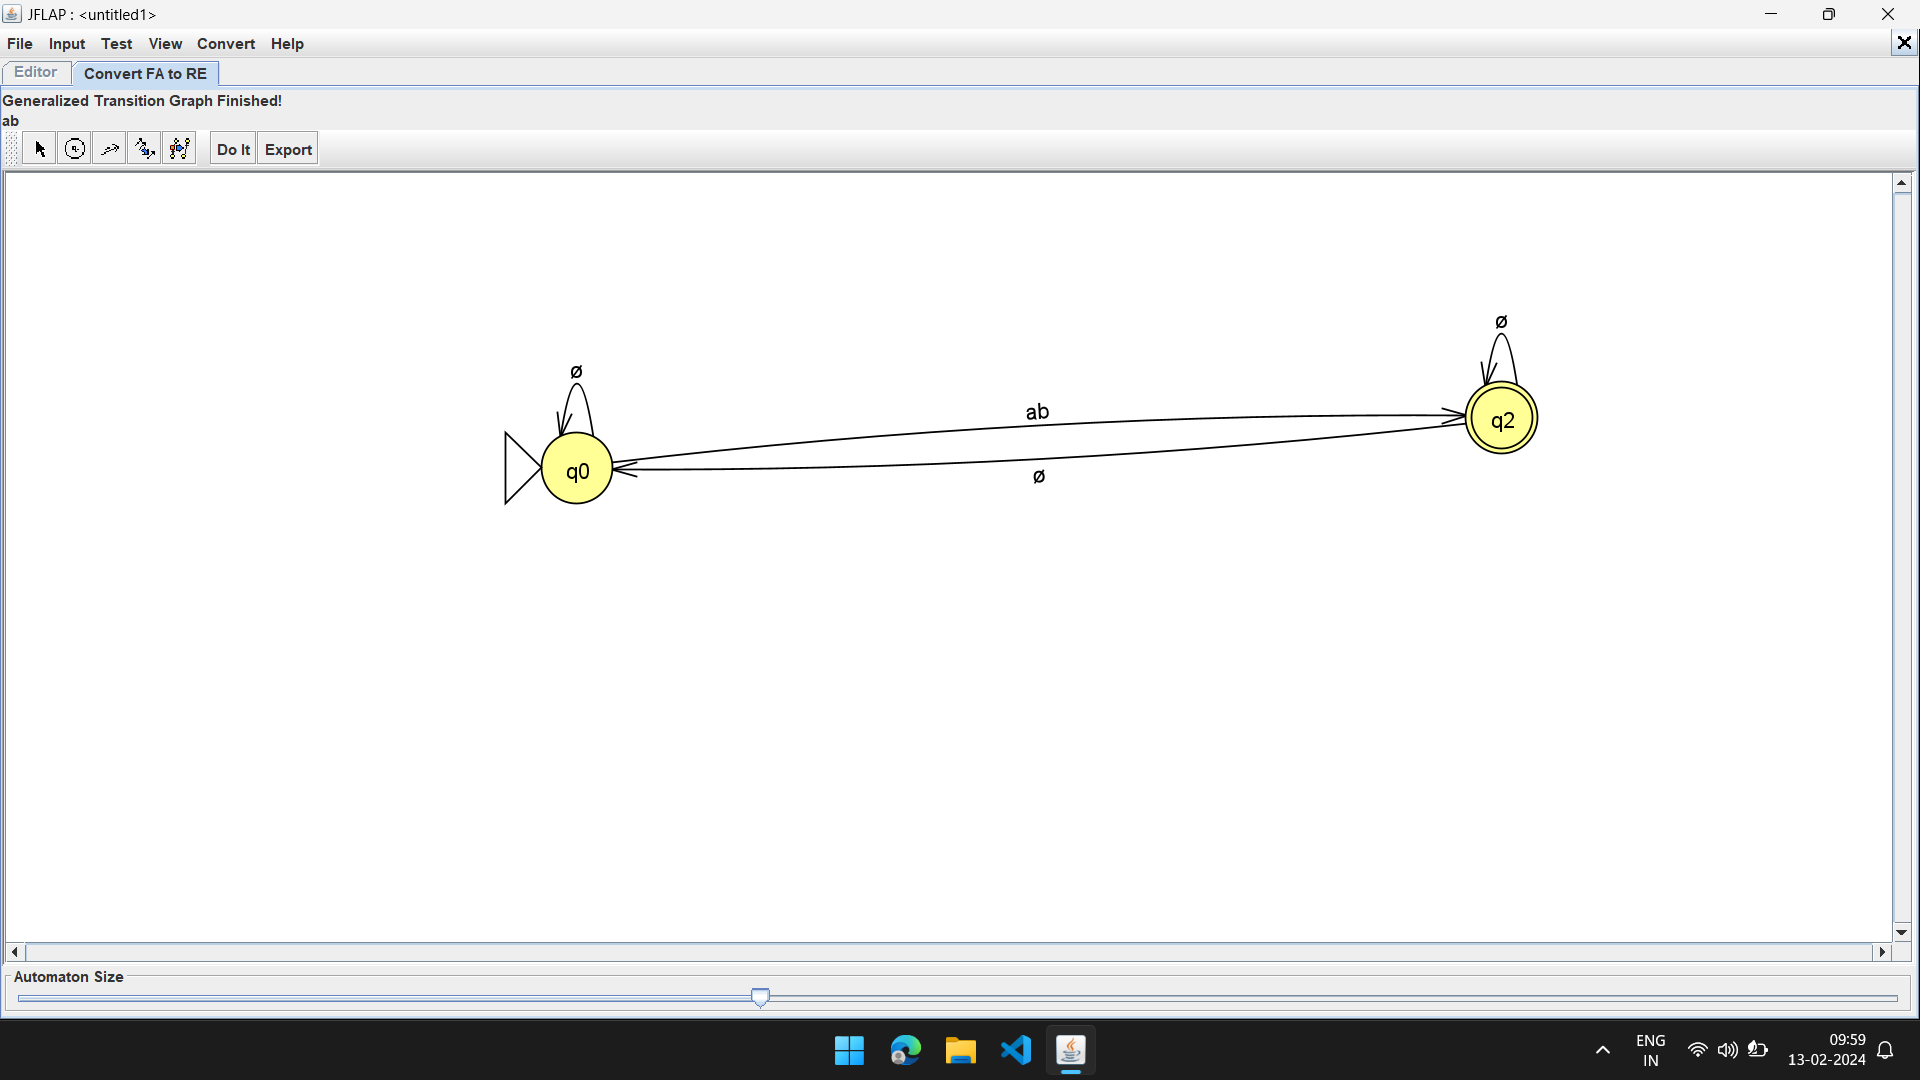 JFLAP : <untitled1>
File Input Test View Convert Help
Editor Convert FA to RE
Generalized Transition Graph Finished!
ab
Do It Export
ø
ø
ab
q2
q0
ø
Automaton Size
ENG
IN
09:59
13-02-2024